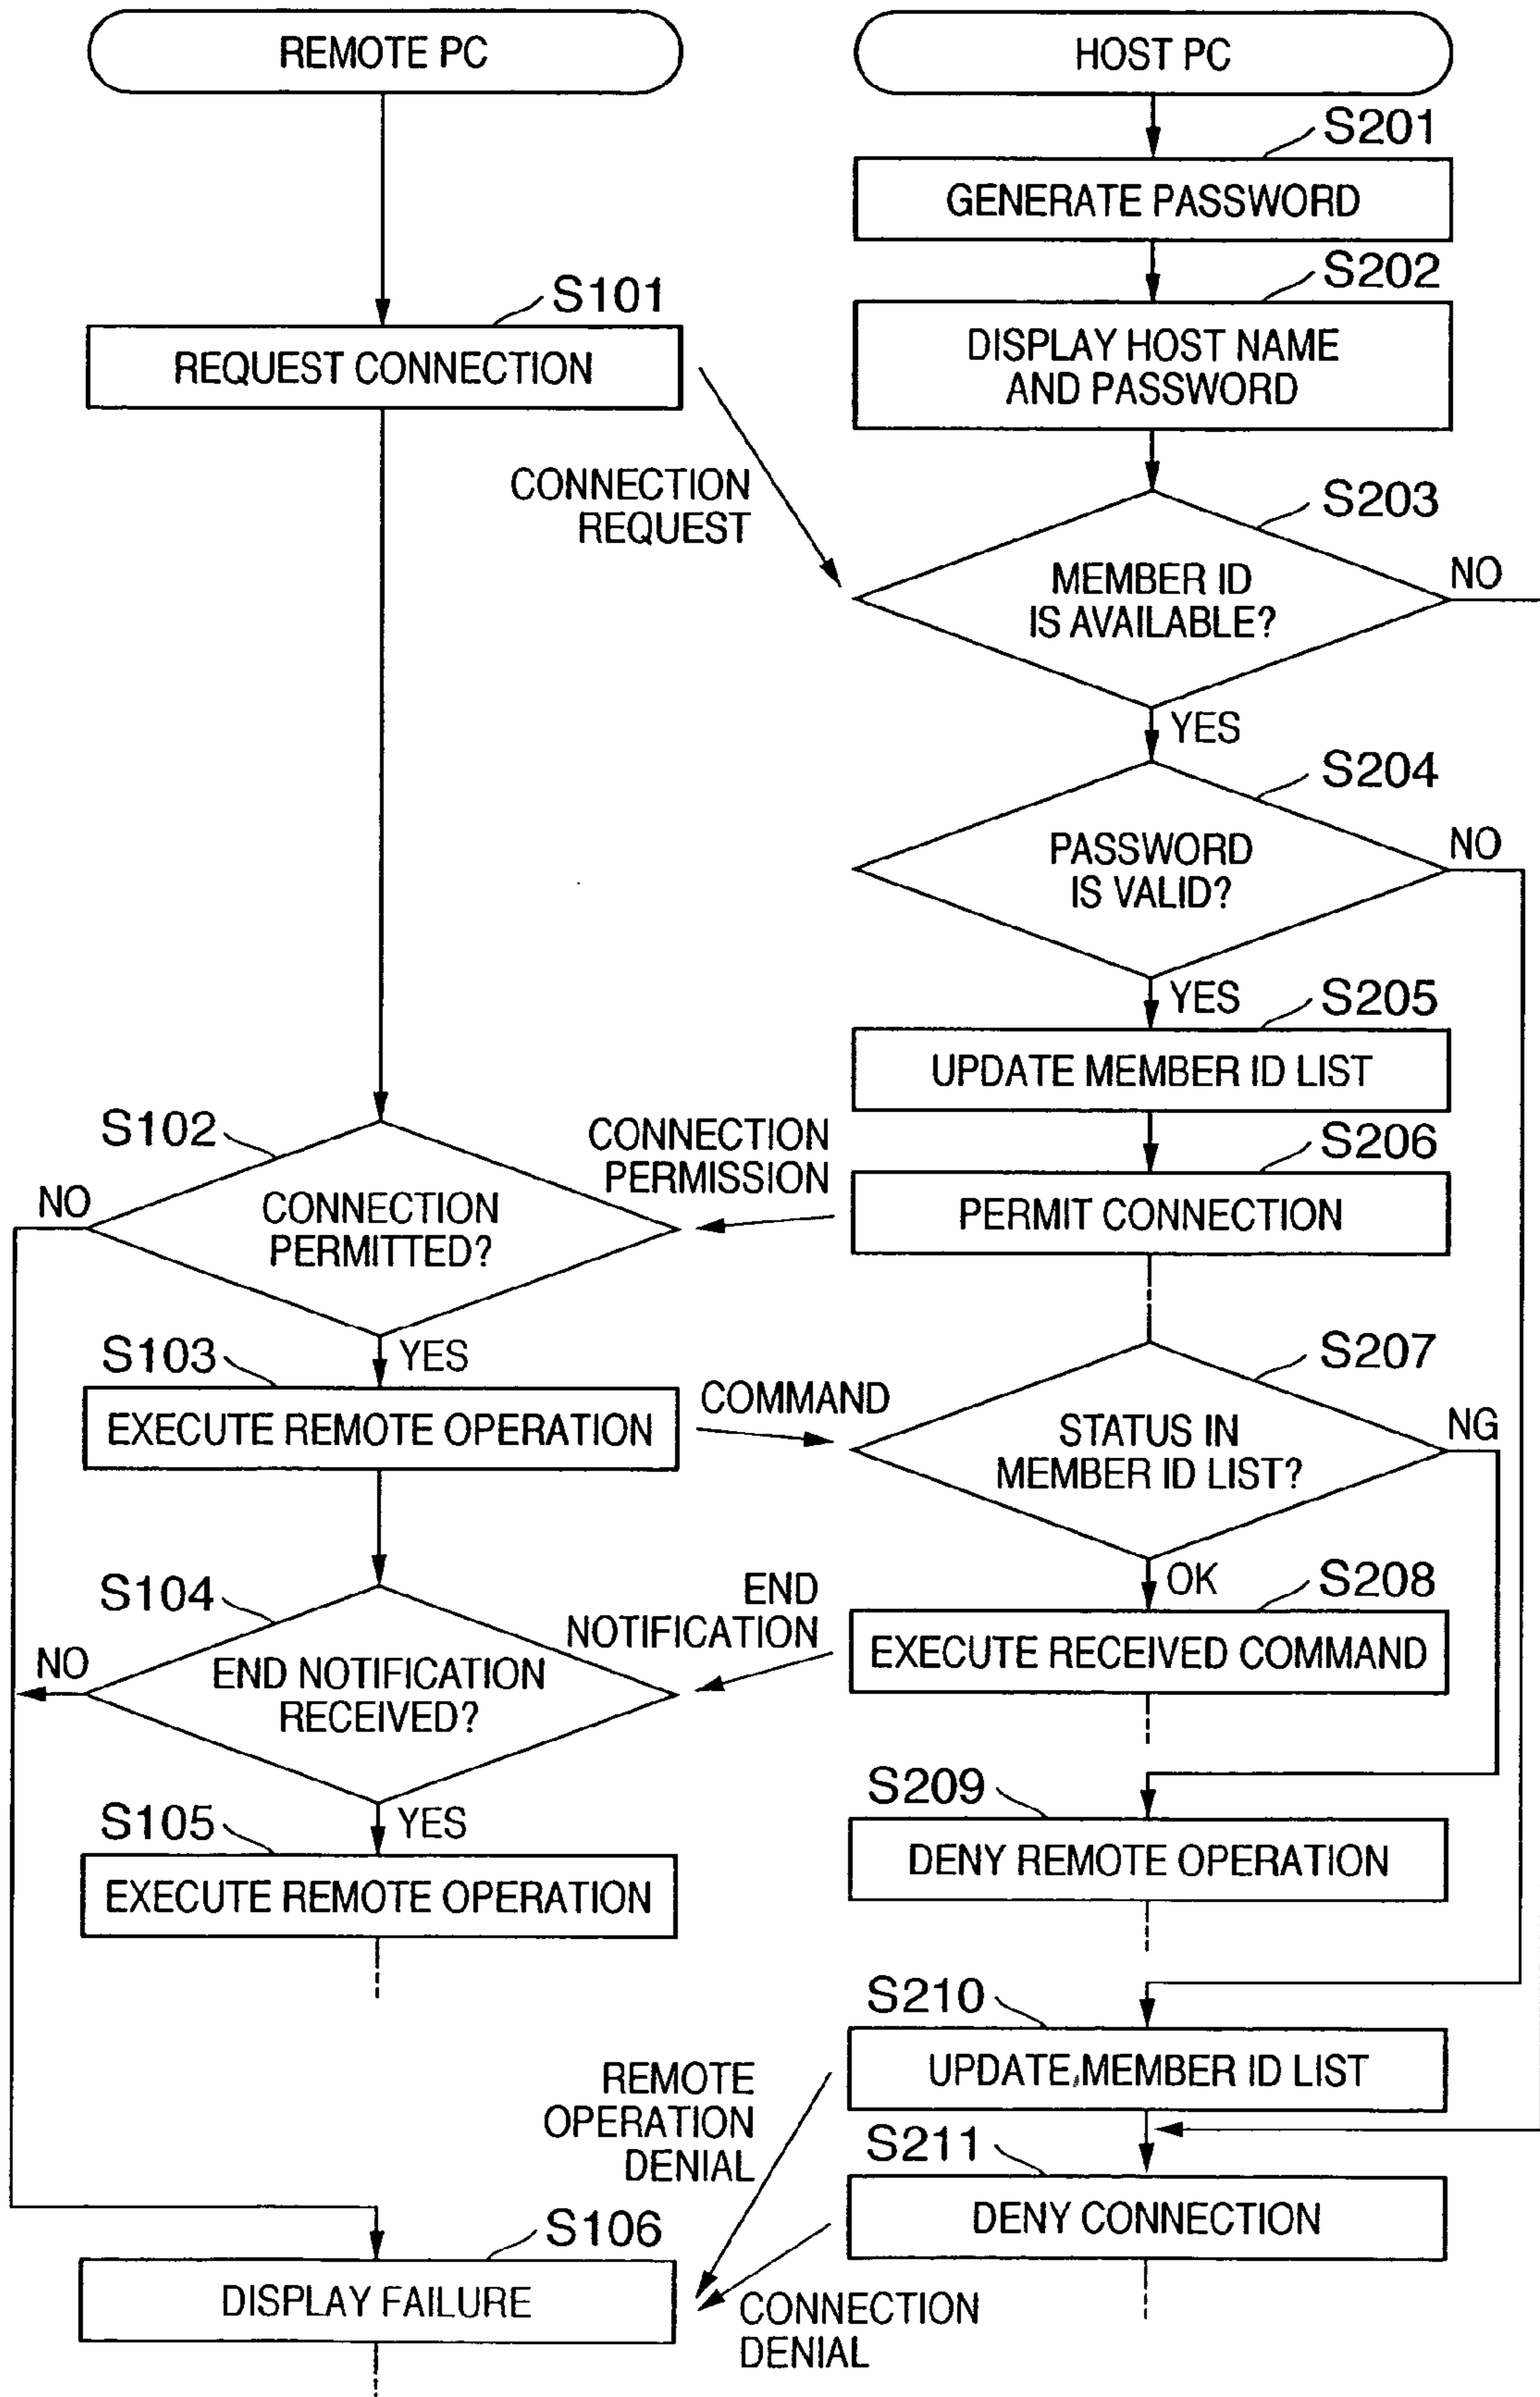 REMOTE PC
HOST PC
S201
GENERATE PASSWORD
S202
DISPLAY HOST NAME
AND PASSWORD
S101
REQUEST CONNECTION
CONNECTION
REQUEST
S203
MEMBER ID
IS AVAILABLE?
NO
YES
S204
PASSWORD
IS VALID?
NO
YES
S205
UPDATE MEMBER ID LIST
S102
CONNECTION
PERMITTED?
NO
CONNECTION
PERMISSION
S206
PERMIT CONNECTION
YES
S103
EXECUTE REMOTE OPERATION
COMMAND
S207
STATUS IN
MEMBER ID LIST?
NG
OK
S104
END NOTIFICATION
RECEIVED?
NO
END
NOTIFICATION
S208
EXECUTE RECEIVED COMMAND
YES
S105
EXECUTE REMOTE OPERATION
S209
DENY REMOTE OPERATION
S210
UPDATE MEMBER ID LIST
REMOTE
OPERATION
DENIAL
S211
DENY CONNECTION
S106
DISPLAY FAILURE
CONNECTION
DENIAL